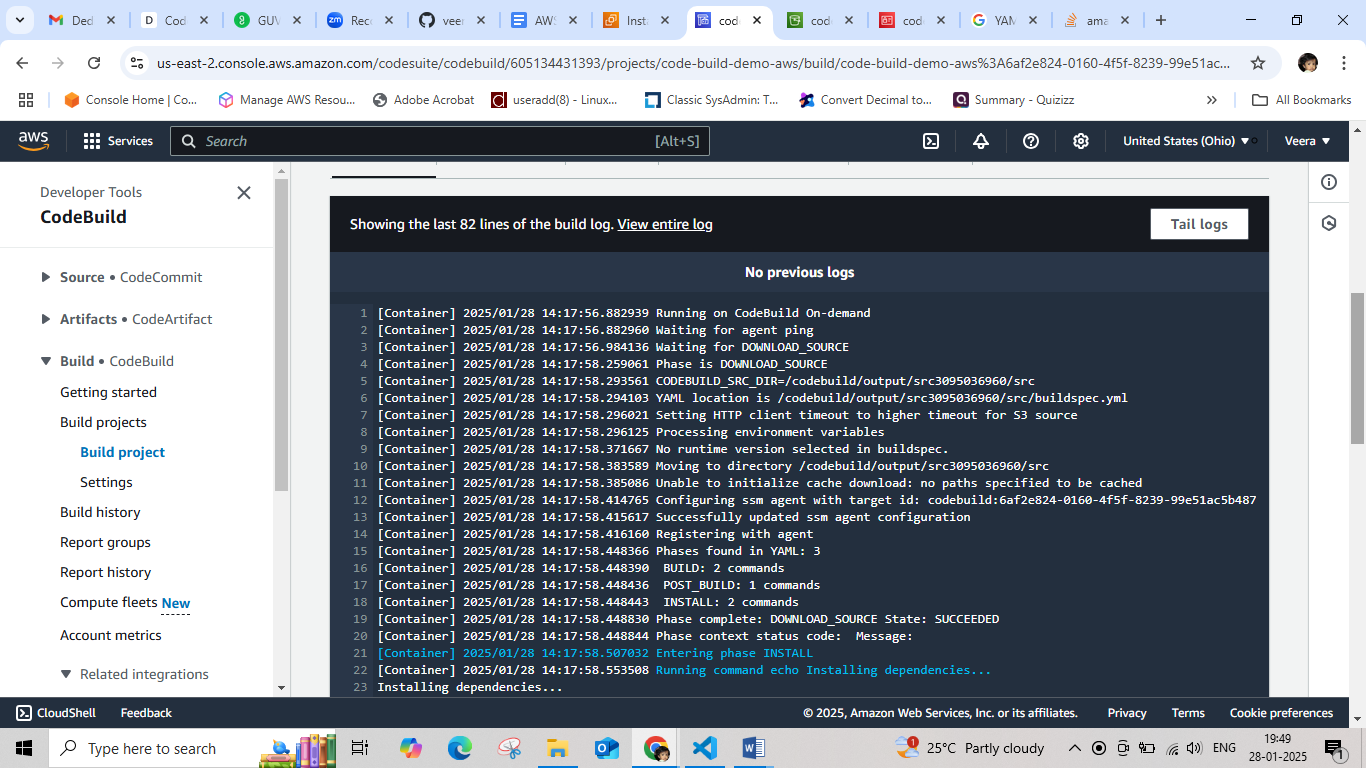 Ded
Cod
GUV
Rec
veer
AWS
Inst
cod
cod
cod
YAM
ama
us-east-2.console.aws.amazon.com/codesuite/codebuild/605134431393/projects/code-build-demo-aws/build/code-build-demo-aws%3A6af2e824-0160-4f5f-8239-99e51ac...
Console Home | Co...
Manage AWS Resou...
Adobe Acrobat
useradd(8) - Linux...
Classic SysAdmin: T...
Convert Decimal to...
Summary - Quizizz
All Bookmarks
aws
Services
Search
[Alt+S]
United States (Ohio)
Veera
Developer Tools
CodeBuild
Source • CodeCommit
Artifacts • CodeArtifact
Build • CodeBuild
Getting started
Build projects
Build project
Settings
Build history
Report groups
Report history
Compute fleets New
Account metrics
Related integrations
Showing the last 82 lines of the build log. View entire log
Tail logs
No previous logs
1 [Container] 2025/01/28 14:17:56.882939 Running on CodeBuild On-demand
2 [Container] 2025/01/28 14:17:56.882960 Waiting for agent ping
3 [Container] 2025/01/28 14:17:56.984136 Waiting for DOWNLOAD_SOURCE
4 [Container] 2025/01/28 14:17:58.259061 Phase is DOWNLOAD_SOURCE
5 [Container] 2025/01/28 14:17:58.293561 CODEBUILD_SRC_DIR=/codebuild/output/src3095036960/src
6 [Container] 2025/01/28 14:17:58.294103 YAML location is /codebuild/output/src3095036960/src/buildspec.yml
7 [Container] 2025/01/28 14:17:58.296021 Setting HTTP client timeout to higher timeout for S3 source
8 [Container] 2025/01/28 14:17:58.296125 Processing environment variables
9 [Container] 2025/01/28 14:17:58.371667 No runtime version selected in buildspec.
10 [Container] 2025/01/28 14:17:58.383589 Moving to directory /codebuild/output/src3095036960/src
11 [Container] 2025/01/28 14:17:58.385086 Unable to initialize cache download: no paths specified to be cached
12 [Container] 2025/01/28 14:17:58.414765 Configuring ssm agent with target id: codebuild:6af2e824-0160-4f5f-8239-99e51ac5b487
13 [Container] 2025/01/28 14:17:58.415617 Successfully updated ssm agent configuration
14 [Container] 2025/01/28 14:17:58.416160 Registering with agent
15 [Container] 2025/01/28 14:17:58.448366 Phases found in YAML: 3
16 [Container] 2025/01/28 14:17:58.448390 BUILD: 2 commands
17 [Container] 2025/01/28 14:17:58.448436 POST_BUILD: 1 commands
18 [Container] 2025/01/28 14:17:58.448443 INSTALL: 2 commands
19 [Container] 2025/01/28 14:17:58.448830 Phase complete: DOWNLOAD_SOURCE State: SUCCEEDED
20 [Container] 2025/01/28 14:17:58.448844 Phase context status code: Message:
21 [Container] 2025/01/28 14:17:58.507032 Entering phase INSTALL
22 [Container] 2025/01/28 14:17:58.553508 Running command echo Installing dependencies...
23 Installing dependencies...
CloudShell
Feedback
© 2025, Amazon Web Services, Inc. or its affiliates.
Privacy
Terms
Cookie preferences
Type here to search
25°C Partly cloudy
ENG
19:49
28-01-2025
1